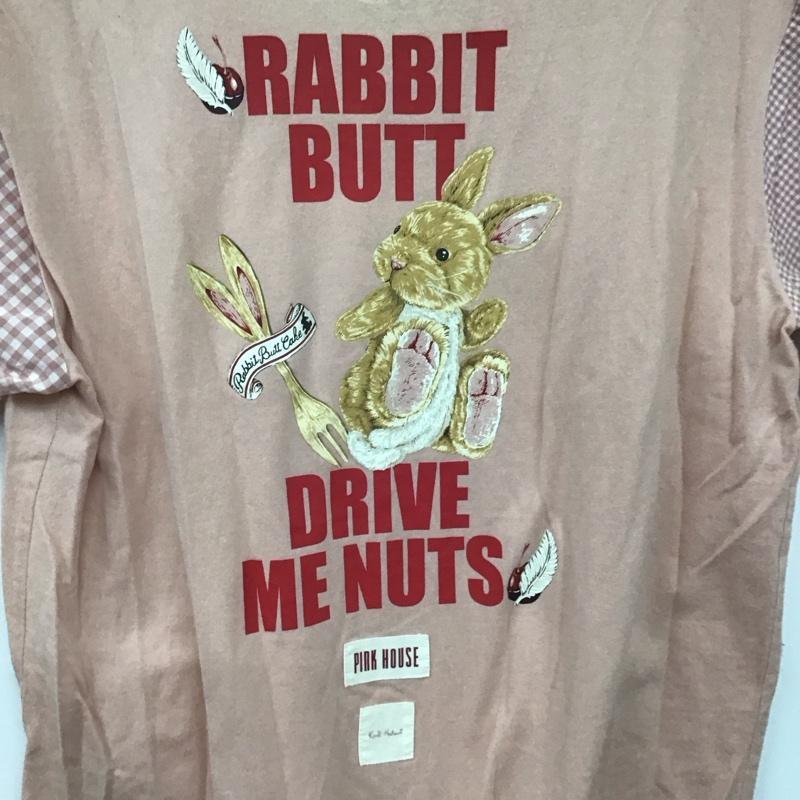 RABBIT
BUTT
Rabbit Butt Cake
DRIVE
ME NUTS
PINK HOUSE